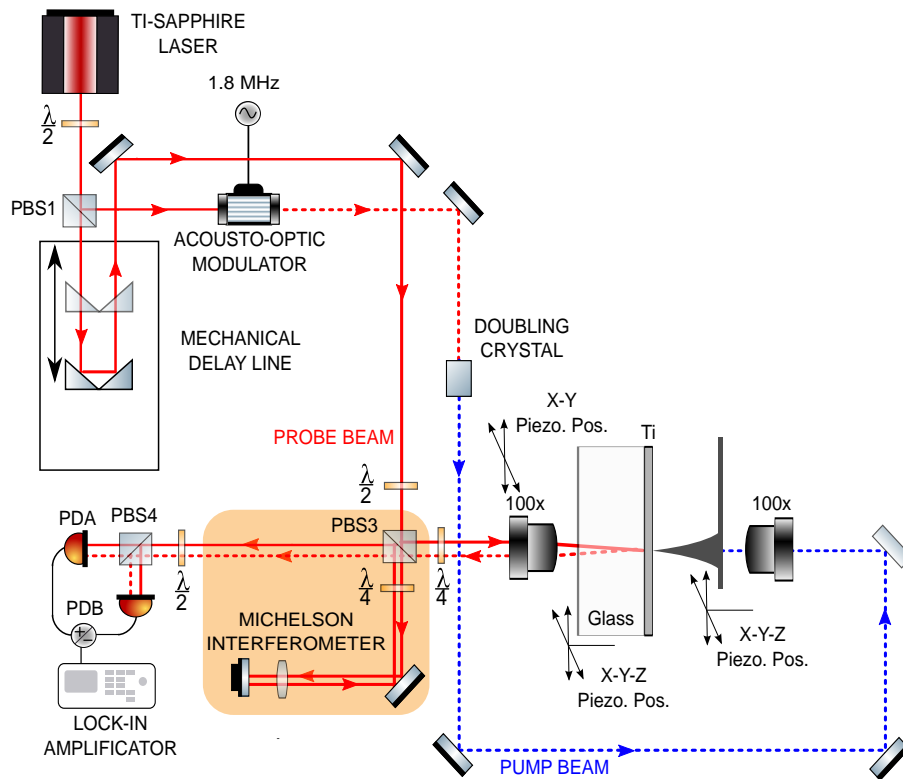 TI-SAPPHIRE
LASER
1.8 MHz
λ
2
PBS1
ACOUSTO-OPTIC
MODULATOR
MECHANICAL
DELAY LINE
DOUBLING
CRYSTAL
X-Y
Piezo. Pos.
Ti
PROBE BEAM
λ
2
100x
100x
PDA
PBS4
PBS3
λ
2
λ
4
λ
4
PDB
MICHELSON
INTERFEROMETER
Glass
X-Y-Z
Piezo. Pos.
X-Y-Z
Piezo. Pos.
LOCK-IN
AMPLIFICATOR
PUMP BEAM